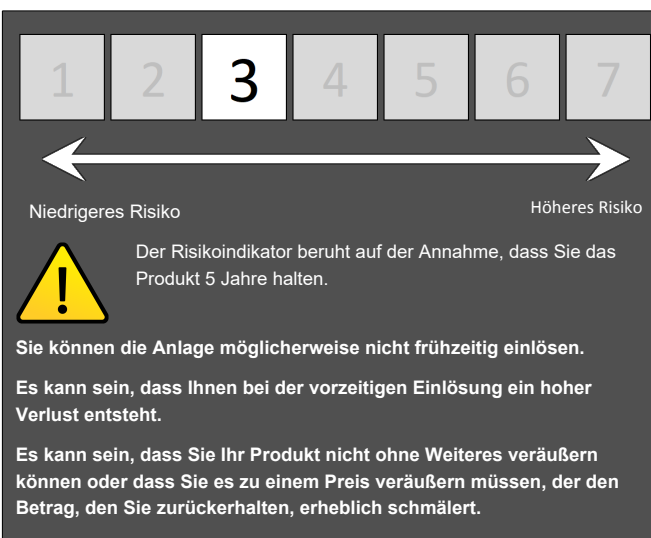 1 2 3 4 5 6 7
Niedrigeres Risiko Höheres Risiko
!
Der Risikoindikator beruht auf der Annahme, dass Sie das
Produkt 5 Jahre halten.
Sie können die Anlage möglicherweise nicht frühzeitig einlösen.
Es kann sein, dass Ihnen bei der vorzeitigen Einlösung ein hoher
Verlust entsteht.
Es kann sein, dass Sie Ihr Produkt nicht ohne Weiteres veräußern
können oder dass Sie es zu einem Preis veräußern müssen, der den
Betrag, den Sie zurückerhalten, erheblich schmälert.